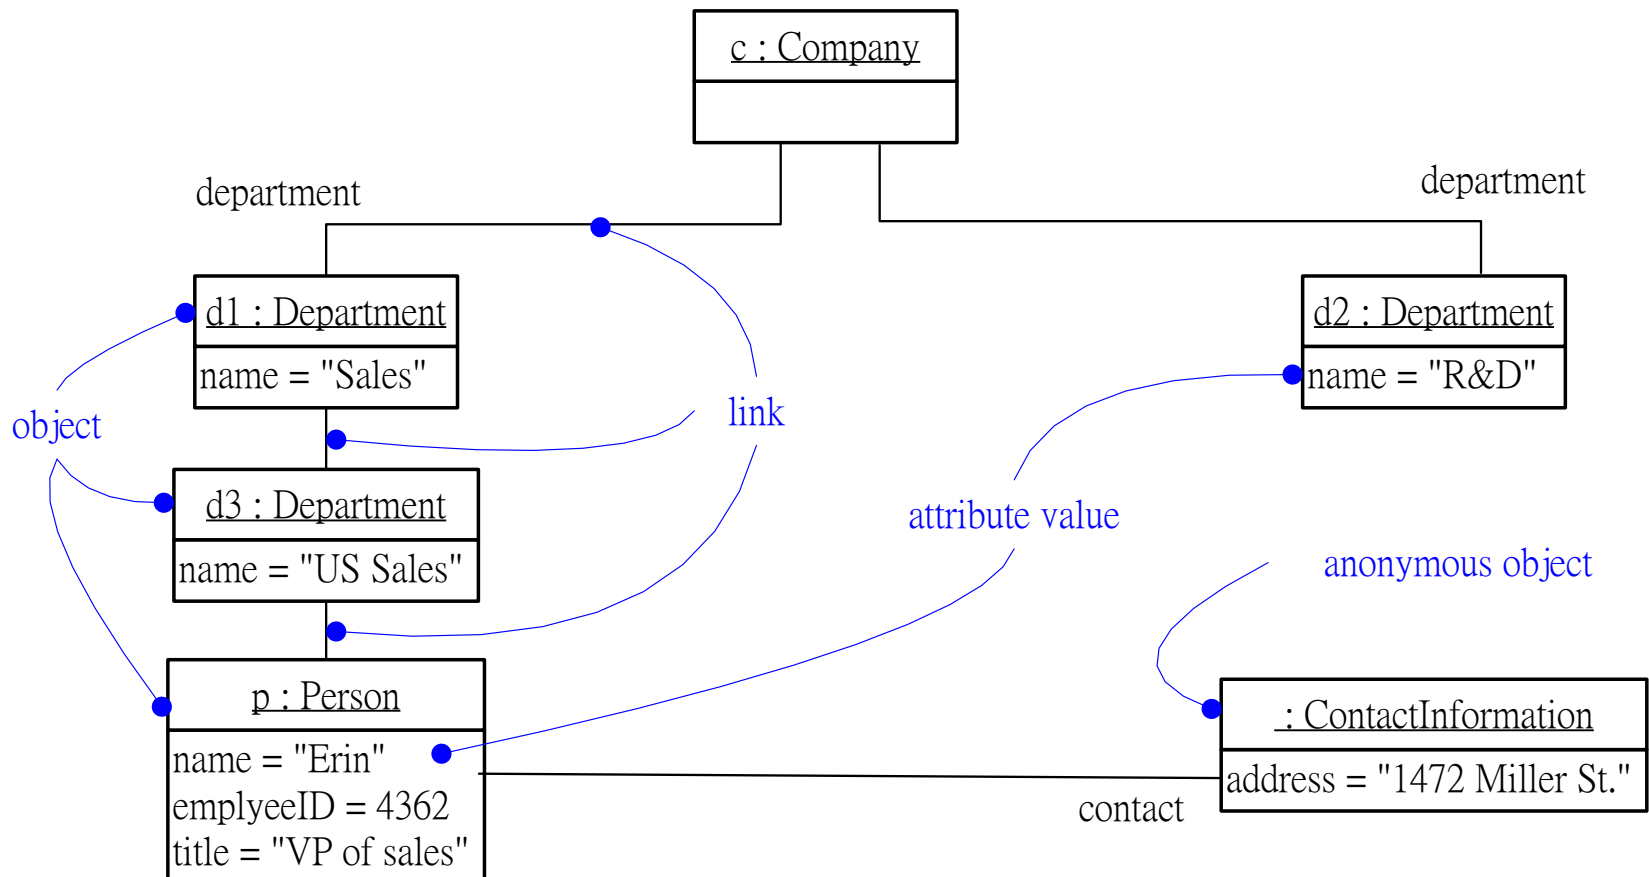 c : Company
department
department
d1 : Department
name = "Sales"
d2 : Department
name = "R&D"
object
link
d3 : Department
name = "US Sales"
attribute value
anonymous object
p : Person
name = "Erin"
emplyeeID = 4362
title = "VP of sales"
: ContactInformation
address = "1472 Miller St."
contact